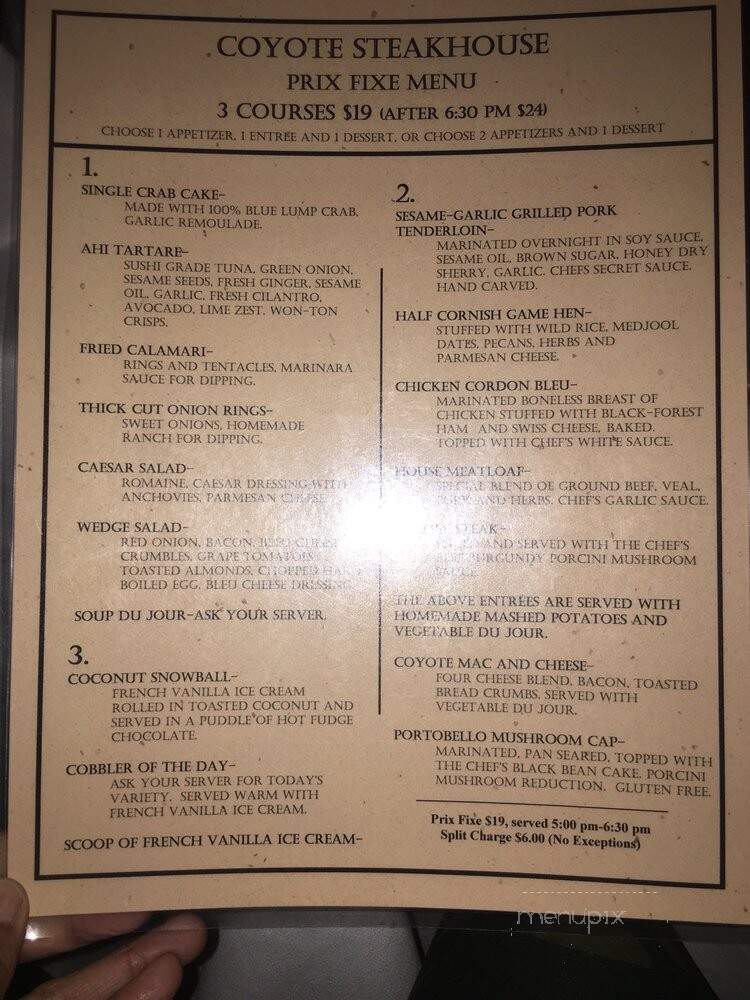 COYOTE STEAKHOUSE
PRIX FIXE MENU
3 COURSES $19 (AFTER 6:30 PM $24)
CHOOSE 1 APPETIZER, 1 ENTREE AND 1 DESSERT, OR CHOOSE 2 APPETIZERS AND 1 DESSERT
1.
SINGLE CRAB CAKE-
MADE WITH 100% BLUE LUMP CRAB.
GARLIC REMOULADE.
AHI TARTARE-
SUSHI GRADE TUNA, GREEN ONION,
SESAME SEEDS, FRESH GINGER, SESAME
OIL, GARLIC, FRESH CILANTRO,
AVOCADO, LIME ZEST. WON-TON
CRISPS.
FRIED CALAMARI-
RINGS AND TENTACLES, MARINARA
SAUCE FOR DIPPING.
THICK CUT ONION RINGS-
SWEET ONIONS, HOMEMADE
RANCH FOR DIPPING.
CAESAR SALAD-
ROMAINE, CAESAR DRESSING WITH
ANCHOVIES, PARMESAN CHEESE
WEDGE SALAD-
RED ONION, BACON, BLEU CHEESE
CRUMBLES, GRAPE TOMATOES
TOASTED ALMONDS, CHOPPED HARD
BOILED EGG, BLEU CHEESE DRESSING
SOUP DU JOUR-ASK YOUR SERVER.
3.
COCONUT SNOWBALL-
FRENCH VANILLA ICE CREAM
ROLLED IN TOASTED COCONUT AND
SERVED IN A PUDDLE OF HOT FUDGE
CHOCOLATE.
COBBLER OF THE DAY-
ASK YOUR SERVER FOR TODAY'S
VARIETY. SERVED WARM WITH
FRENCH VANILLA ICE CREAM.
SCOOP OF FRENCH VANILLA ICE CREAM-
2.
SESAME-GARLIC GRILLED PORK
TENDERLOIN-
MARINATED OVERNIGHT IN SOY SAUCE,
SESAME OIL, BROWN SUGAR, HONEY DRY
SHERRY, GARLIC. CHEFS SECRET SAUCE.
HAND CARVED.
HALF CORNISH GAME HEN-
STUFFED WITH WILD RICE, MEDJOOL
DATES, PECANS, HERBS AND
PARMESAN CHEESE.
CHICKEN CORDON BLEU-
MARINATED BONELESS BREAST OF
CHICKEN STUFFED WITH BLACK-FOREST
HAM AND SWISS CHEESE, BAKED.
TOPPED WITH CHEF'S WHITE SAUCE.
HOUSE MEATLOAF-
SPECIAL BLEND OF GROUND BEEF, VEAL,
PORK AND HERBS. CHEF'S GARLIC SAUCE.
STEAK-
AND SERVED WITH THE CHEF'S
BURGUNDY PORCINI MUSHROOM
SAUCE
THE ABOVE ENTREES ARE SERVED WITH
HOMEMADE MASHED POTATOES AND
VEGETABLE DU JOUR.
COYOTE MAC AND CHEESE-
FOUR CHEESE BLEND, BACON, TOASTED
BREAD CRUMBS. SERVED WITH
VEGETABLE DU JOUR.
PORTOBELLO MUSHROOM CAP-
MARINATED, PAN SEARED, TOPPED WITH
THE CHEF'S BLACK BEAN CAKE, PORCINI
MUSHROOM REDUCTION. GLUTEN FREE.
Prix Fixe $19, served 5:00 pm-6:30 pm
Split Charge $6.00 (No Exceptions)
menupix